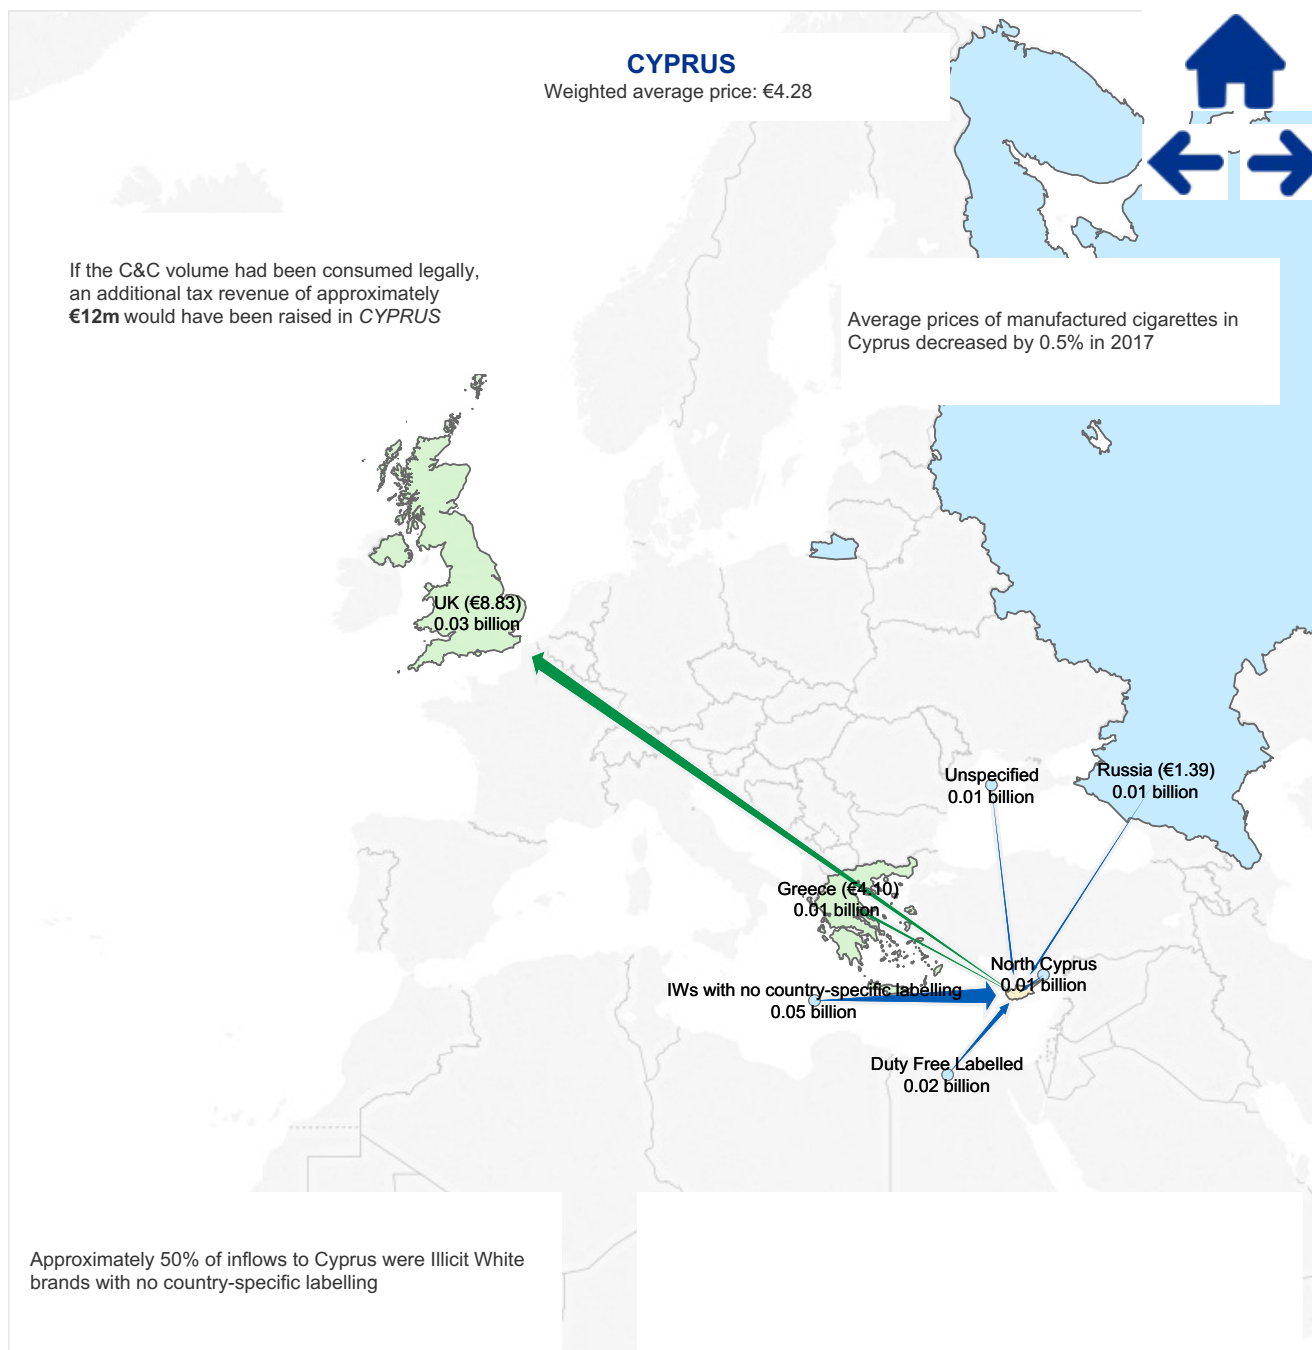 CYPRUS
Weighted average price: €4.28
If the C&C volume had been consumed legally,
an additional tax revenue of approximately
€12m would have been raised in CYPRUS
Average prices of manufactured cigarettes in
Cyprus decreased by 0.5% in 2017
UK (€8.83)
0.03 billion
Unspecified
0.01 billion
Russia (€1.39)
0.01 billion
Greece (€4.10)
0.01 billion
North Cyprus
0.01 billion
IWs with no country-specific labelling
0.05 billion
Duty Free Labelled
0.02 billion
Approximately 50% of inflows to Cyprus were Illicit White
brands with no country-specific labelling